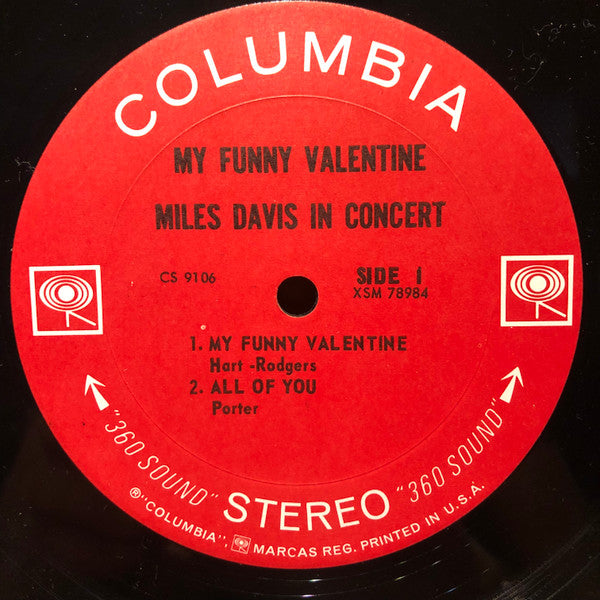 COLUMBIA
MY FUNNY VALENTINE
MILES DAVIS IN CONCERT
CS 9106
SIDE 1
XSM 78984
1. MY FUNNY VALENTINE
Hart -Rodgers
2. ALL OF YOU
Porter
"360 SOUND" STEREO "360 SOUND"
®"COLUMBIA", MARCAS REG. PRINTED IN U.S.A.